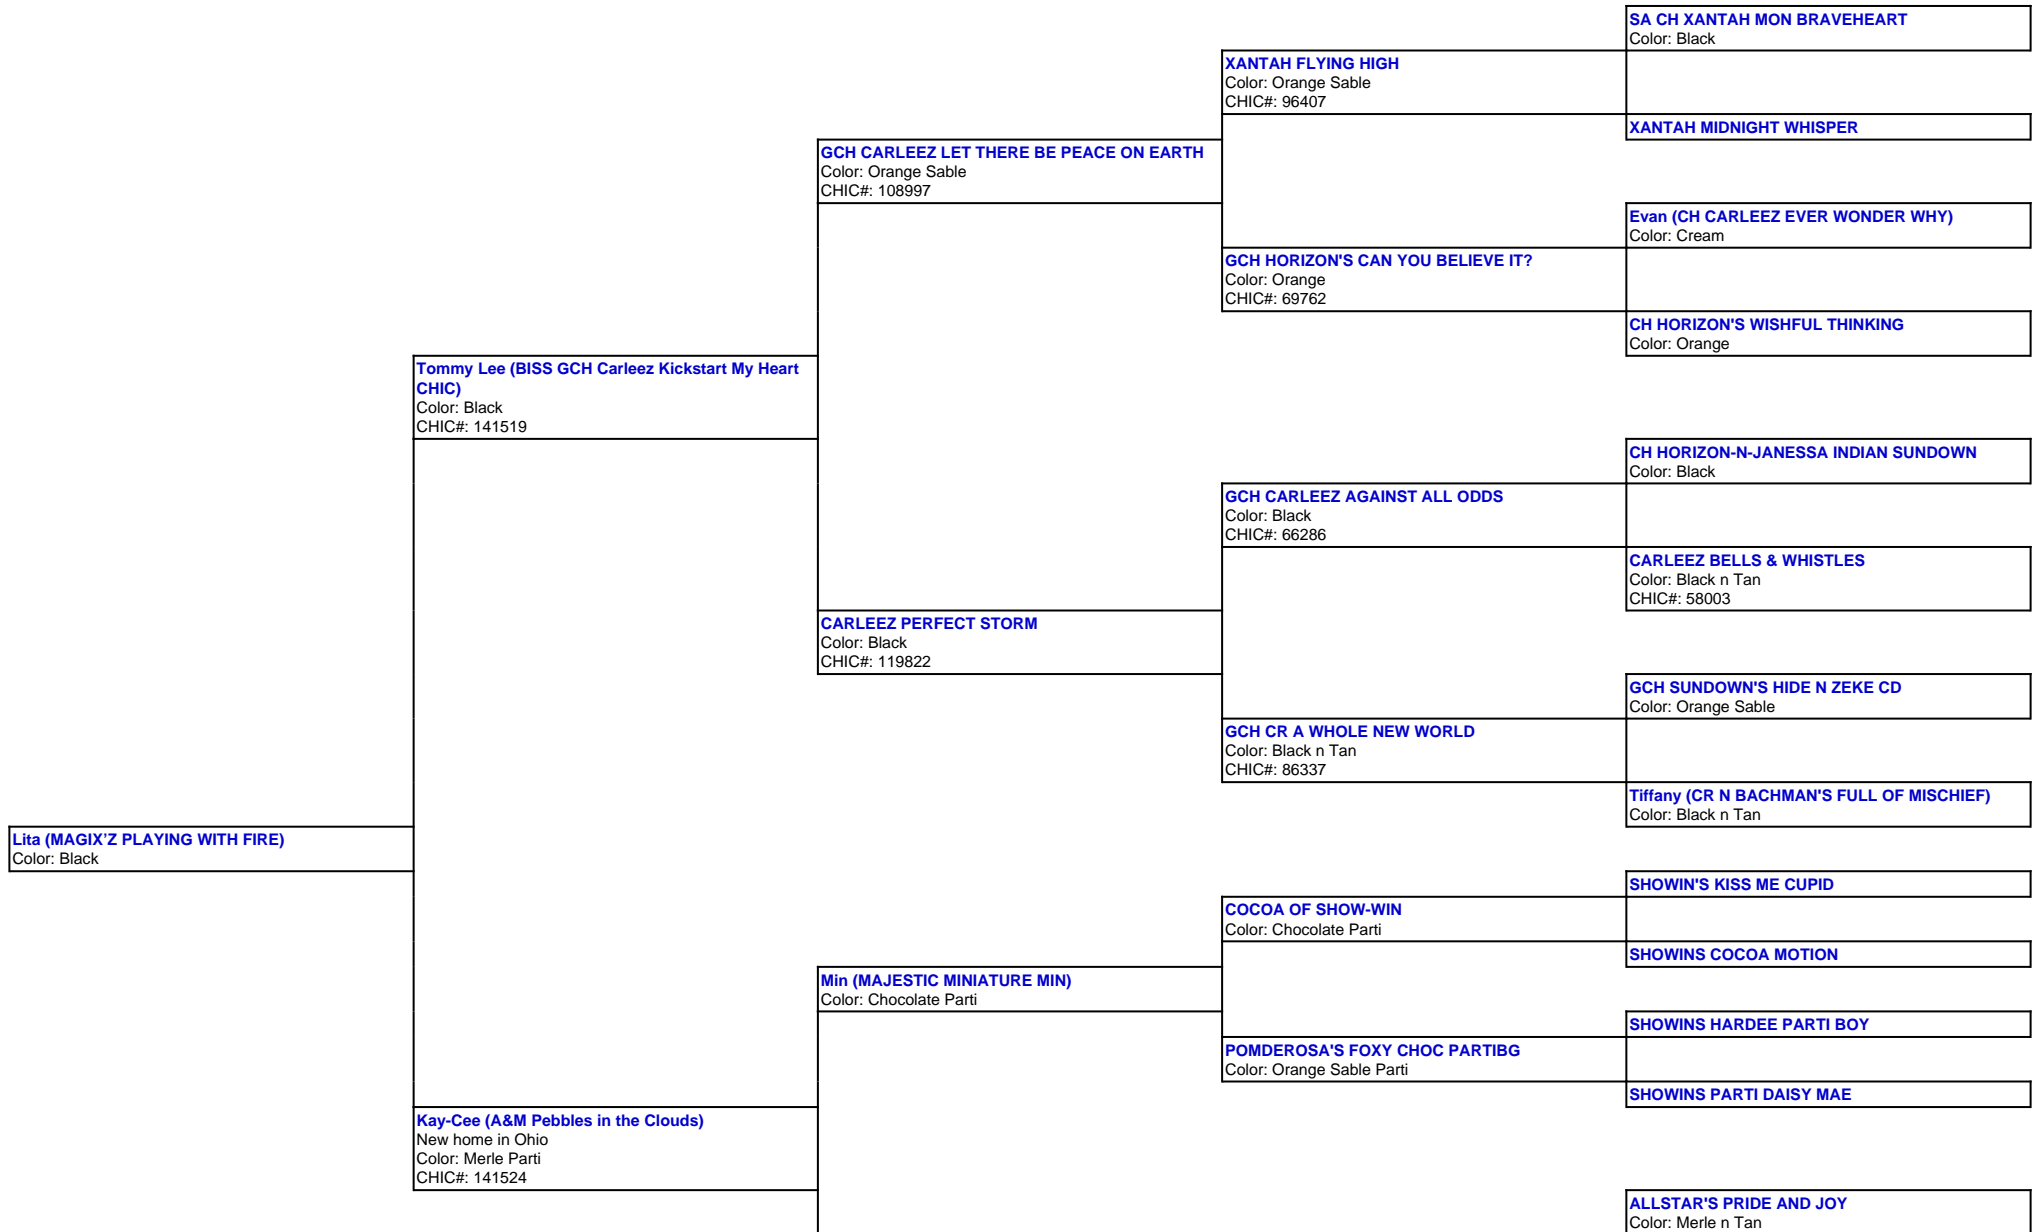 SA CH XANTAH MON BRAVEHEART
Color: Black
XANTAH FLYING HIGH
Color: Orange Sable
CHIC#: 96407
XANTAH MIDNIGHT WHISPER
GCH CARLEEZ LET THERE BE PEACE ON EARTH
Color: Orange Sable
CHIC#: 108997
Evan (CH CARLEEZ EVER WONDER WHY)
Color: Cream
GCH HORIZON'S CAN YOU BELIEVE IT?
Color: Orange
CHIC#: 69762
CH HORIZON'S WISHFUL THINKING
Color: Orange
Tommy Lee (BISS GCH Carleez Kickstart My Heart
CHIC)
Color: Black
CHIC#: 141519
CH HORIZON-N-JANESSA INDIAN SUNDOWN
Color: Black
GCH CARLEEZ AGAINST ALL ODDS
Color: Black
CHIC#: 66286
CARLEEZ BELLS & WHISTLES
Color: Black n Tan
CHIC#: 58003
CARLEEZ PERFECT STORM
Color: Black
CHIC#: 119822
GCH SUNDOWN'S HIDE N ZEKE CD
Color: Orange Sable
GCH CR A WHOLE NEW WORLD
Color: Black n Tan
CHIC#: 86337
Tiffany (CR N BACHMAN'S FULL OF MISCHIEF)
Color: Black n Tan
Lita (MAGIX’Z PLAYING WITH FIRE)
Color: Black
SHOWIN'S KISS ME CUPID
COCOA OF SHOW-WIN
Color: Chocolate Parti
SHOWINS COCOA MOTION
Min (MAJESTIC MINIATURE MIN)
Color: Chocolate Parti
SHOWINS HARDEE PARTI BOY
POMDEROSA'S FOXY CHOC PARTIBG
Color: Orange Sable Parti
SHOWINS PARTI DAISY MAE
Kay-Cee (A&M Pebbles in the Clouds)
New home in Ohio
Color: Merle Parti
CHIC#: 141524
ALLSTAR'S PRIDE AND JOY
Color: Merle n Tan